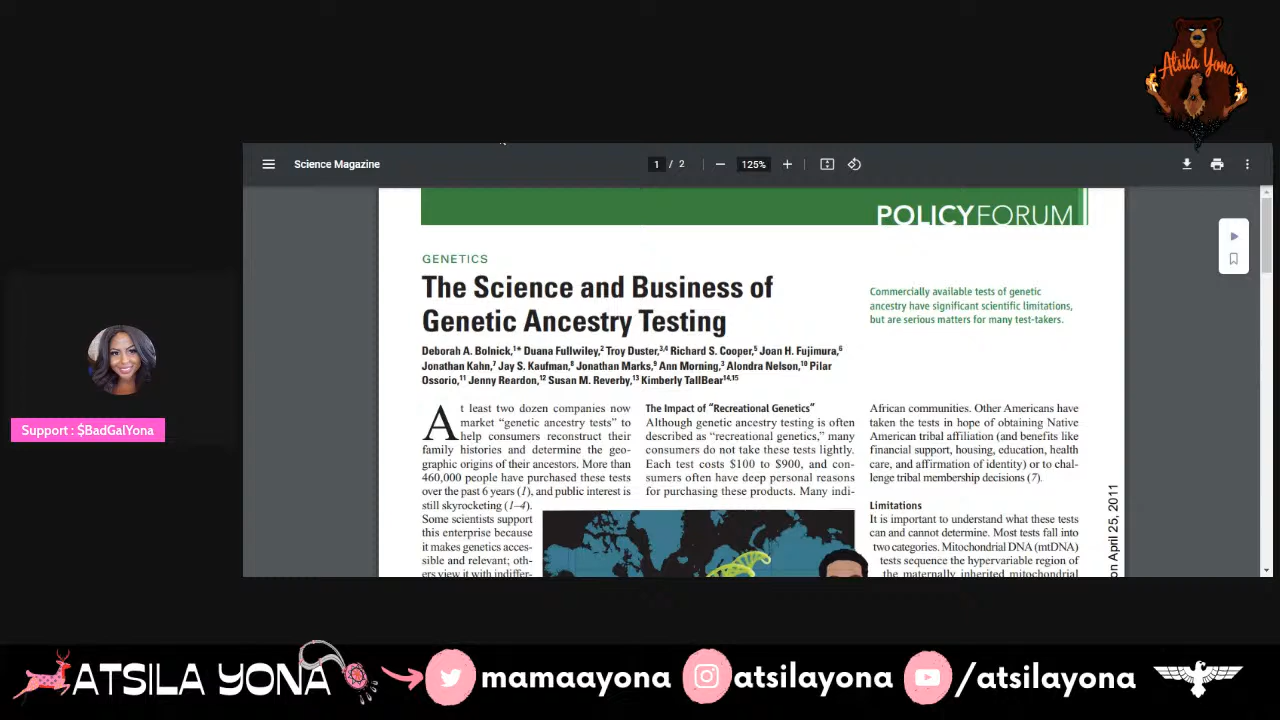 Atsila Yona
Science Magazine
1 / 2
125%
POLICYFORUM
GENETICS
The Science and Business of
Genetic Ancestry Testing
Commercially available tests of genetic
ancestry have significant scientific limitations,
but are serious matters for many test-takers.
Deborah A. Bolnick,1* Duana Fullwiley,2 Troy Duster,3,4 Richard S. Cooper,5 Joan H. Fujimura,6
Jonathan Kahn,7 Jay S. Kaufman,8 Jonathan Marks,9 Ann Morning,3 Alondra Nelson,10 Pilar
Ossorio,11 Jenny Reardon,12 Susan M. Reverby,13 Kimberly TallBear14,15
At least two dozen companies now
market “genetic ancestry tests” to
help consumers reconstruct their
family histories and determine the geo-
graphic origins of their ancestors. More than
460,000 people have purchased these tests
over the past 6 years (1), and public interest is
still skyrocketing (1–4).
Some scientists support
this enterprise because
it makes genetics acces-
sible and relevant; oth-
ers view it with indiffer-
The Impact of “Recreational Genetics”
Although genetic ancestry testing is often
described as “recreational genetics,” many
consumers do not take these tests lightly.
Each test costs $100 to $900, and con-
sumers often have deep personal reasons
for purchasing these products. Many indi-
African communities. Other Americans have
taken the tests in hope of obtaining Native
American tribal affiliation (and benefits like
financial support, housing, education, health
care, and affirmation of identity) or to chal-
lenge tribal membership decisions (7).
Limitations
It is important to understand what these tests
can and cannot determine. Most tests fall into
two categories. Mitochondrial DNA (mtDNA)
tests sequence the hypervariable region of
the maternally inherited mitochondrial
on April 25, 2011
Support : $BadGalYona
ATSILA YONA
mamaayona
atsilayona
/atsilayona